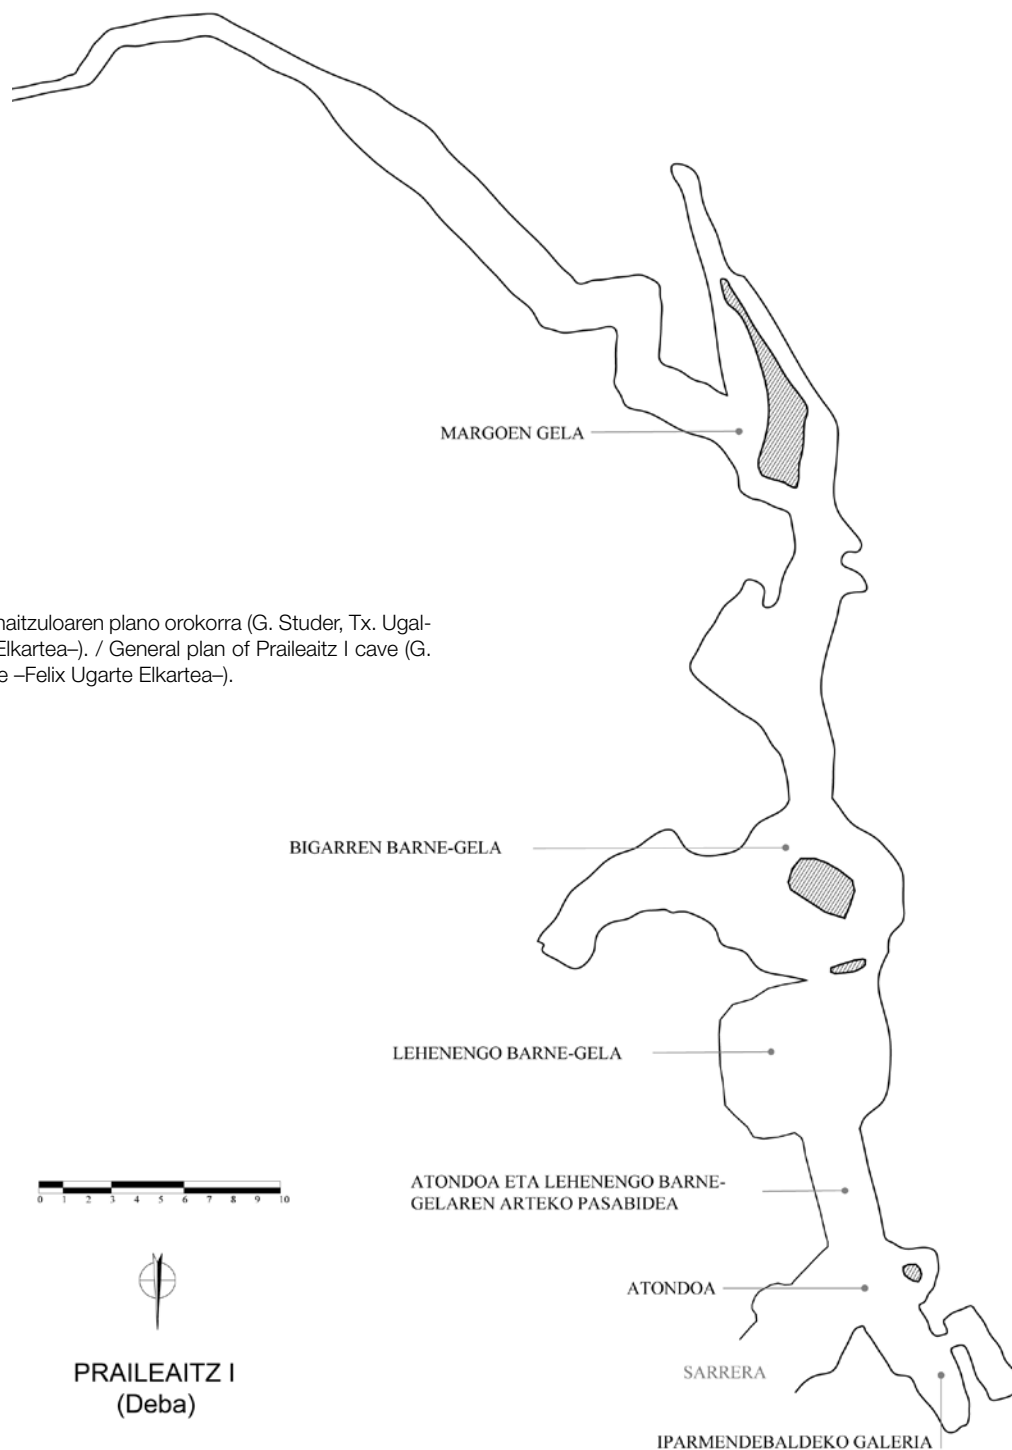 MARGOEN GELA
haitzuloaren plano orokorra (G. Studer, Tx. Ugal-
Elkartea–). / General plan of Praileaitz I cave (G.
e –Felix Ugarte Elkartea–).
BIGARREN BARNE-GELA
LEHENENGO BARNE-GELA
ATONDOA ETA LEHENENGO BARNE-
GELAREN ARTEKO PASABIDEA
0 1 2 3 4 5 6 7 8 9 10
ATONDOA
N
PRAILEAITZ I
(Deba)
SARRERA
IPARMENDEBALDEKO GALERIA